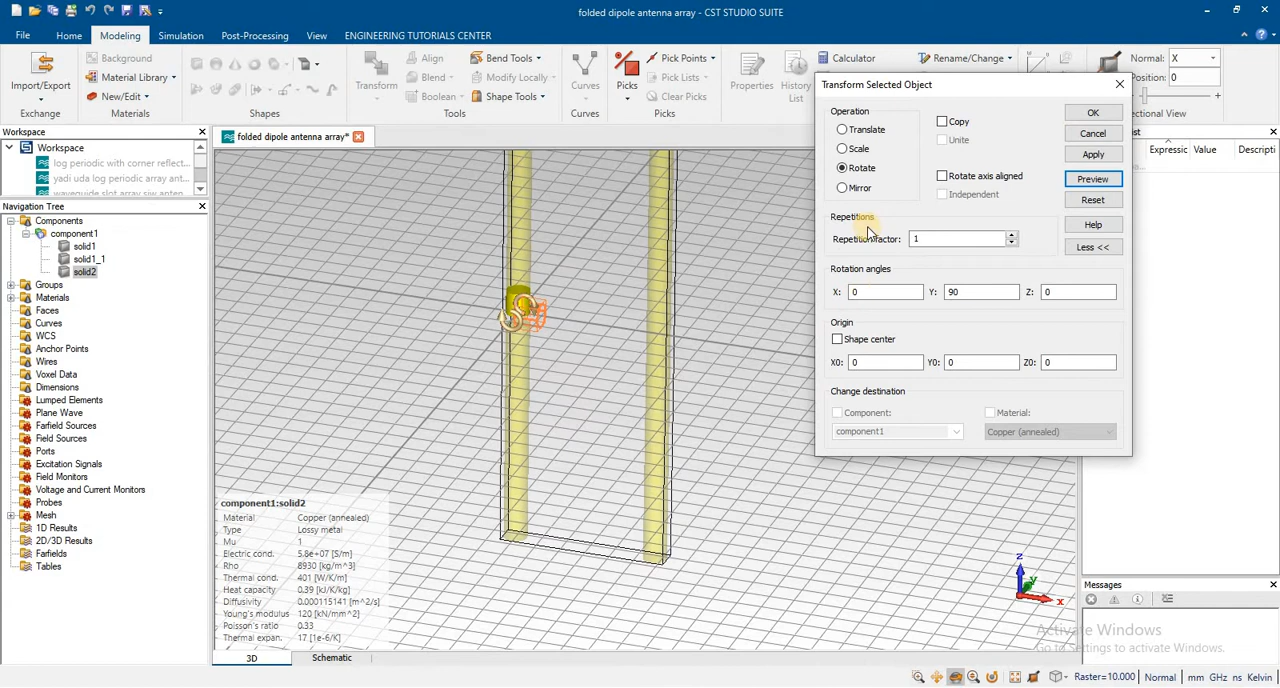 folded dipole antenna array - CST STUDIO SUITE
File Home Modeling Simulation Post-Processing View ENGINEERING TUTORIALS CENTER
Import/Export
Exchange
Background
Material Library
New/Edit
Materials
Shapes
Transform
Align
Blend
Boolean
Bend Tools
Modify Locally
Shape Tools
Tools
Curves
Curves
Picks
Pick Points
Pick Lists
Clear Picks
Picks
Properties
History List
Calculator
Rename/Change
Normal: X
Position: 0
Workspace
Workspace
log periodic with corner reflect...
yadi uda log periodic array ant...
waveguide slot array siw anten...
Navigation Tree
Components
component1
solid1
solid1_1
solid2
Groups
Materials
Faces
Curves
WCS
Anchor Points
Wires
Voxel Data
Dimensions
Lumped Elements
Plane Wave
Farfield Sources
Field Sources
Ports
Excitation Signals
Field Monitors
Voltage and Current Monitors
Probes
Mesh
1D Results
2D/3D Results
Farfields
Tables
folded dipole antenna array*
component1:solid2
Material Copper (annealed)
Type Lossy metal
Mu 1
Electric cond. 5.8e+07 [S/m]
Rho 8930 [kg/m^3]
Thermal cond. 401 [W/K/m]
Heat capacity 0.39 [kJ/K/kg]
Diffusivity 0.000115141 [m^2/s]
Young's modulus 120 [kN/mm^2]
Poisson's ratio 0.33
Thermal expan. 17 [1e-6/K]
z
y
x
3D Schematic
Transform Selected Object
Operation
Translate
Scale
Rotate
Mirror
Copy
Unite
Rotate axis aligned
Independent
OK
Cancel
Apply
Preview
Reset
Help
Less <<
Repetitions
Repetition factor: 1
Rotation angles
X: 0 Y: 90 Z: 0
Origin
Shape center
X0: 0 Y0: 0 Z0: 0
Change destination
Component:
component1
Material:
Copper (annealed)
Expressic Value Descripti
Messages
Activate Windows
Go to Settings to activate Windows.
Raster=10.000 Normal mm GHz ns Kelvin